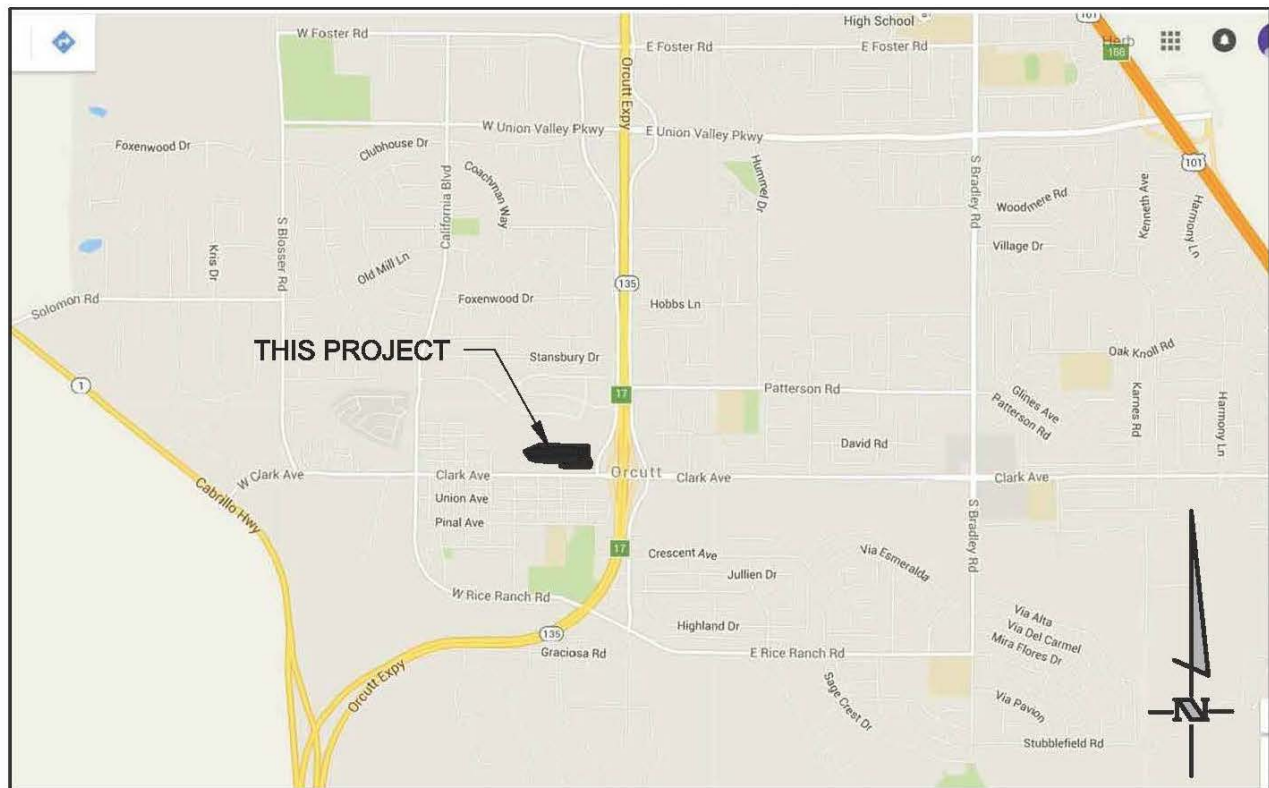 High School
101
W Foster Rd
E Foster Rd
E Foster Rd
Herb
166
Orcutt Expy
W Union Valley Pkwy
E Union Valley Pkwy
Foxenwood Dr
Clubhouse Dr
Coachman Way
California Blvd
Hummel Dr
S Bradley Rd
101
Woodmere Rd
Kenneth Ave
Harmony Ln
S Blosser Rd
Kris Dr
Old Mill Ln
Village Dr
135
Solomon Rd
Foxenwood Dr
Hobbs Ln
THIS PROJECT
Stansbury Dr
Oak Knoll Rd
1
17
Patterson Rd
Glines Ave
Patterson Rd
Karnes Rd
Harmony Ln
David Rd
W Clark Ave
Clark Ave
Orcutt
Clark Ave
Clark Ave
Cabrillo Hwy
Union Ave
Pinal Ave
S Bradley Rd
17
Crescent Ave
Via Esmeralda
Jullien Dr
W Rice Ranch Rd
Highland Dr
Via Alta
Via Del Carmel
Mira Flores Dr
135
Graciosa Rd
E Rice Ranch Rd
Orcutt Expy
Sage Crest Dr
Via Pavion
N
Stubblefield Rd